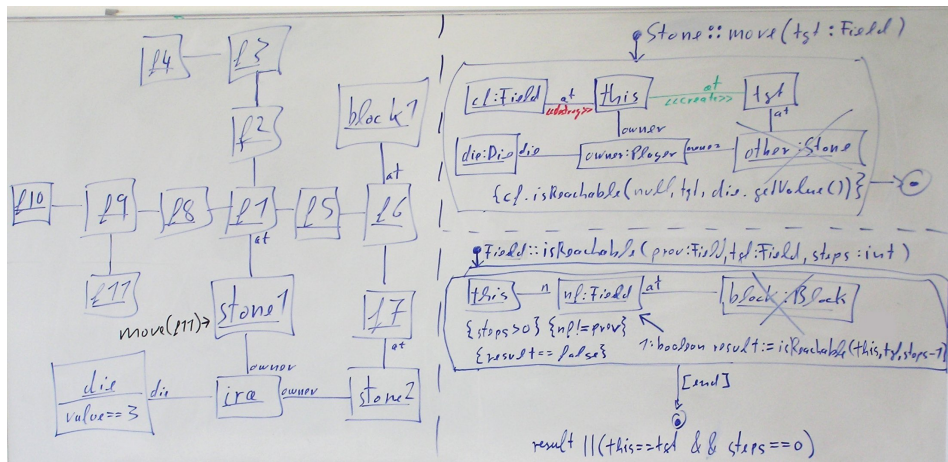 f4
f3
f2
block1
at
f10
f9
f8
f1
f5
f6
at
f11
move(f11)→
stone1
f7
at
owner
die
value==3
die
ira
owner
stone2
Stone::move(tgt:Field)
cf:Field
at
<<destroy>>
this
at
<<create>>
tgt
owner
at
die:Die
die
owner:Player
owner
other:Stone
{cf.isReachable(null,tgt,die.getValue())}
Field::isReachable(prev:Field,tgt:Field,steps:int)
this
n
nf:Field
at
block:Block
{steps>0} {nf!=prev}
{result==false}
1:boolean result:=isReachable(this,tgt,steps-1)
[end]
result ||(this==tgt && steps==0)